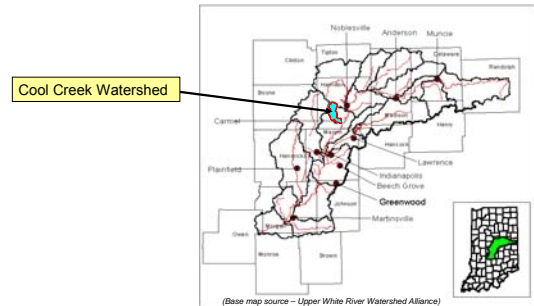 Noblesville
Anderson
Muncie
Tipton
Delaware
Clinton
Randolph
Cool Creek Watershed
Boone
Madison
Henry
Carmel
Marion
Hancock
Hendricks
Lawrence
Plainfield
Indianapolis
Beech Grove
Greenwood
Johnson
Martinsville
Morgan
Owen
Monroe
Brown
(Base map source – Upper White River Watershed Alliance)